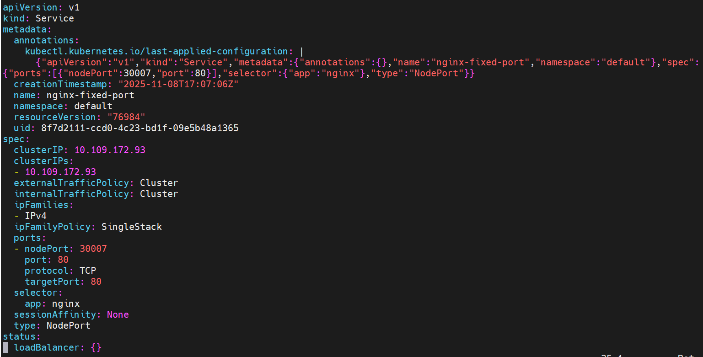 apiVersion: v1
kind: Service
metadata:
  annotations:
    kubectl.kubernetes.io/last-applied-configuration: |
      {"apiVersion":"v1","kind":"Service","metadata":{"annotations":{},"name":"nginx-fixed-port","namespace":"default"},"spec":
{"ports":[{"nodePort":30007,"port":80}],"selector":{"app":"nginx"},"type":"NodePort"}}
  creationTimestamp: "2025-11-08T17:07:06Z"
  name: nginx-fixed-port
  namespace: default
  resourceVersion: "76984"
  uid: 8f7d2111-ccd0-4c23-bd1f-09e5b48a1365
spec:
  clusterIP: 10.109.172.93
  clusterIPs:
  - 10.109.172.93
  externalTrafficPolicy: Cluster
  internalTrafficPolicy: Cluster
  ipFamilies:
  - IPv4
  ipFamilyPolicy: SingleStack
  ports:
  - nodePort: 30007
    port: 80
    protocol: TCP
    targetPort: 80
  selector:
    app: nginx
  sessionAffinity: None
  type: NodePort
status:
  loadBalancer: {}